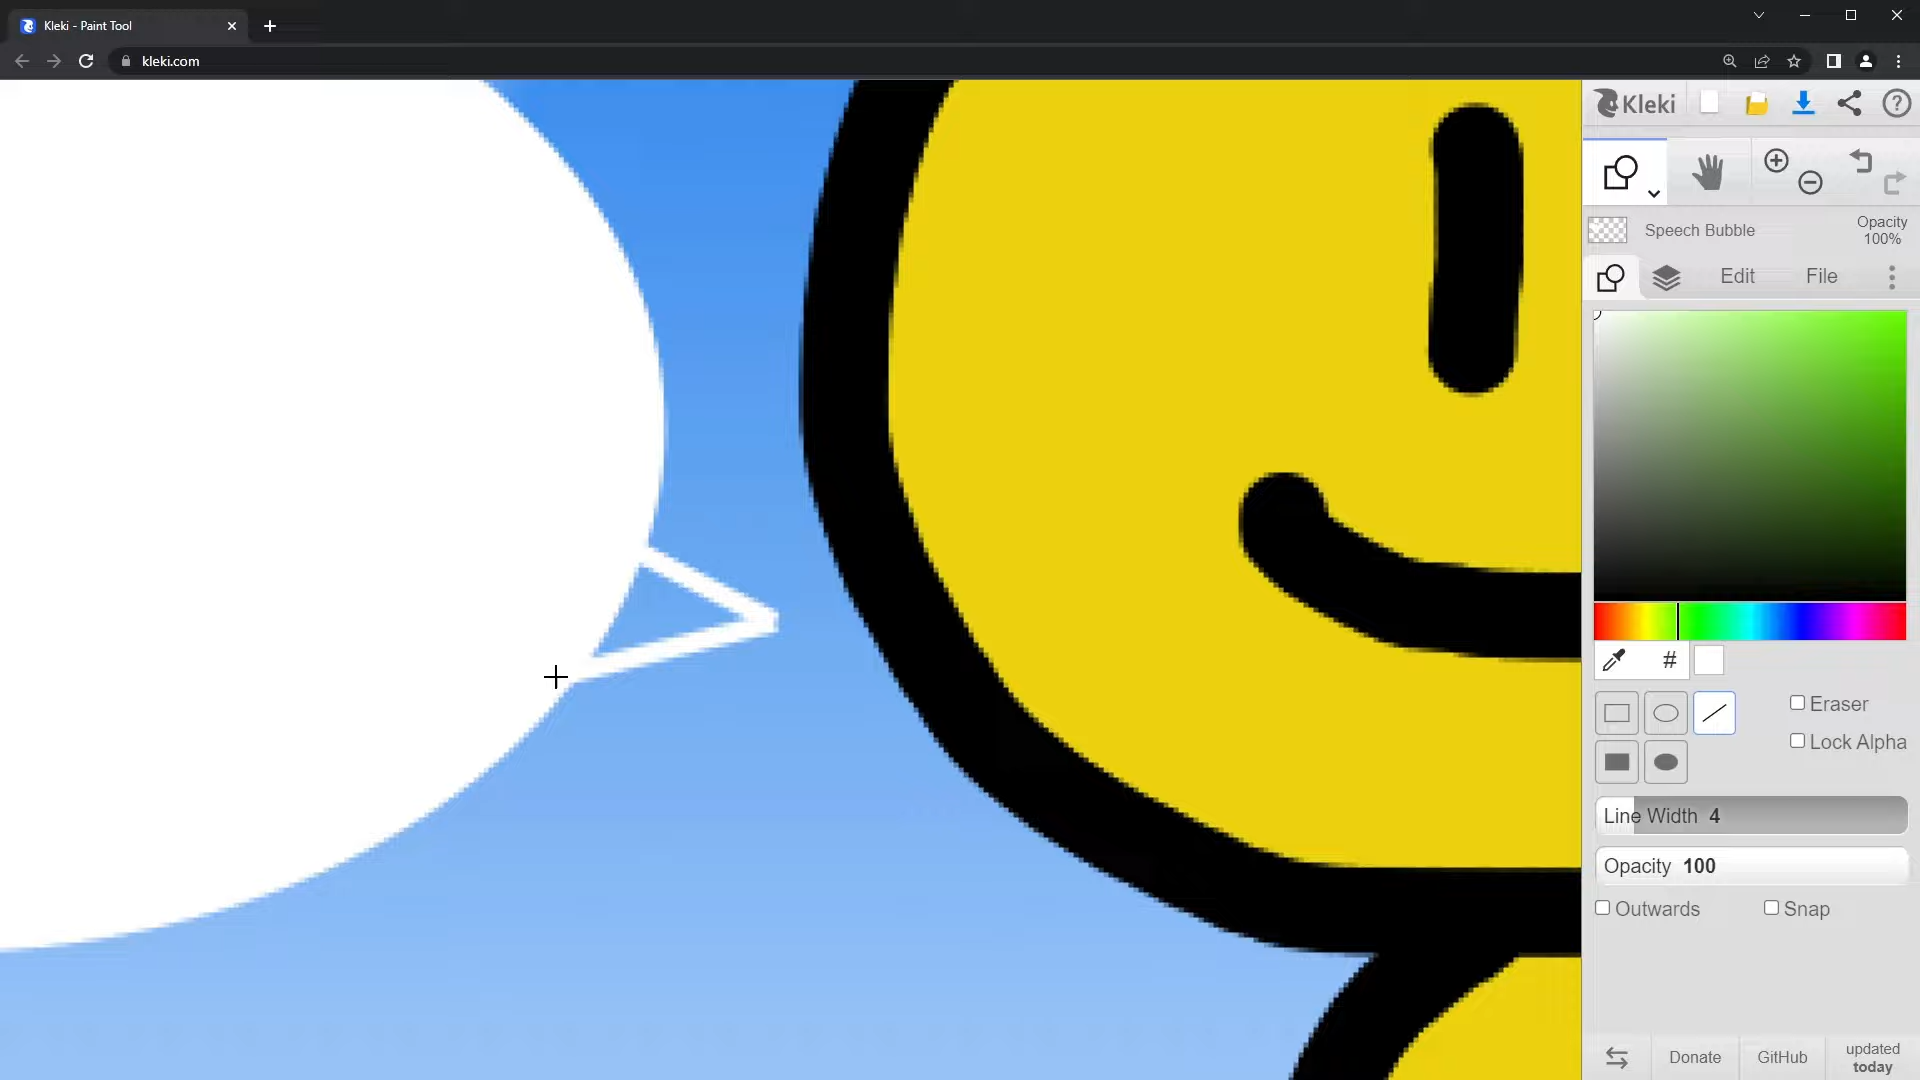 Kleki - Paint Tool
kleki.com
Kleki
Speech Bubble
Opacity
100%
Edit
File
#
Eraser
Lock Alpha
Line Width 4
Opacity 100
Outwards
Snap
Donate
GitHub
updated
today